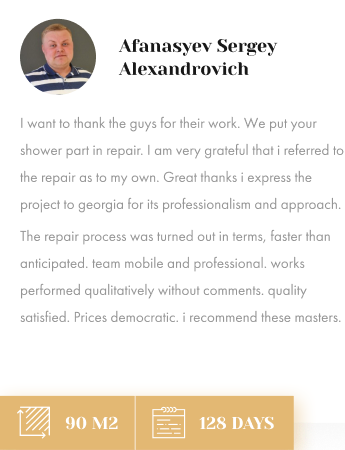 Afanasyev Sergey
Alexandrovich
I want to thank the guys for their work. We put your
shower part in repair. I am very grateful that i referred to
the repair as to my own. Great thanks i express the
project to georgia for its professionalism and approach.
The repair process was turned out in terms, faster than
anticipated. team mobile and professional. works
performed qualitatively without comments. quality
satisfied. Prices democratic. i recommend these masters.
90 M2
128 DAYS